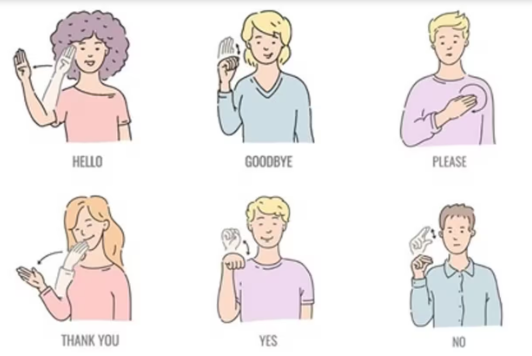 HELLO
GOODBYE
PLEASE
THANK YOU
YES
NO